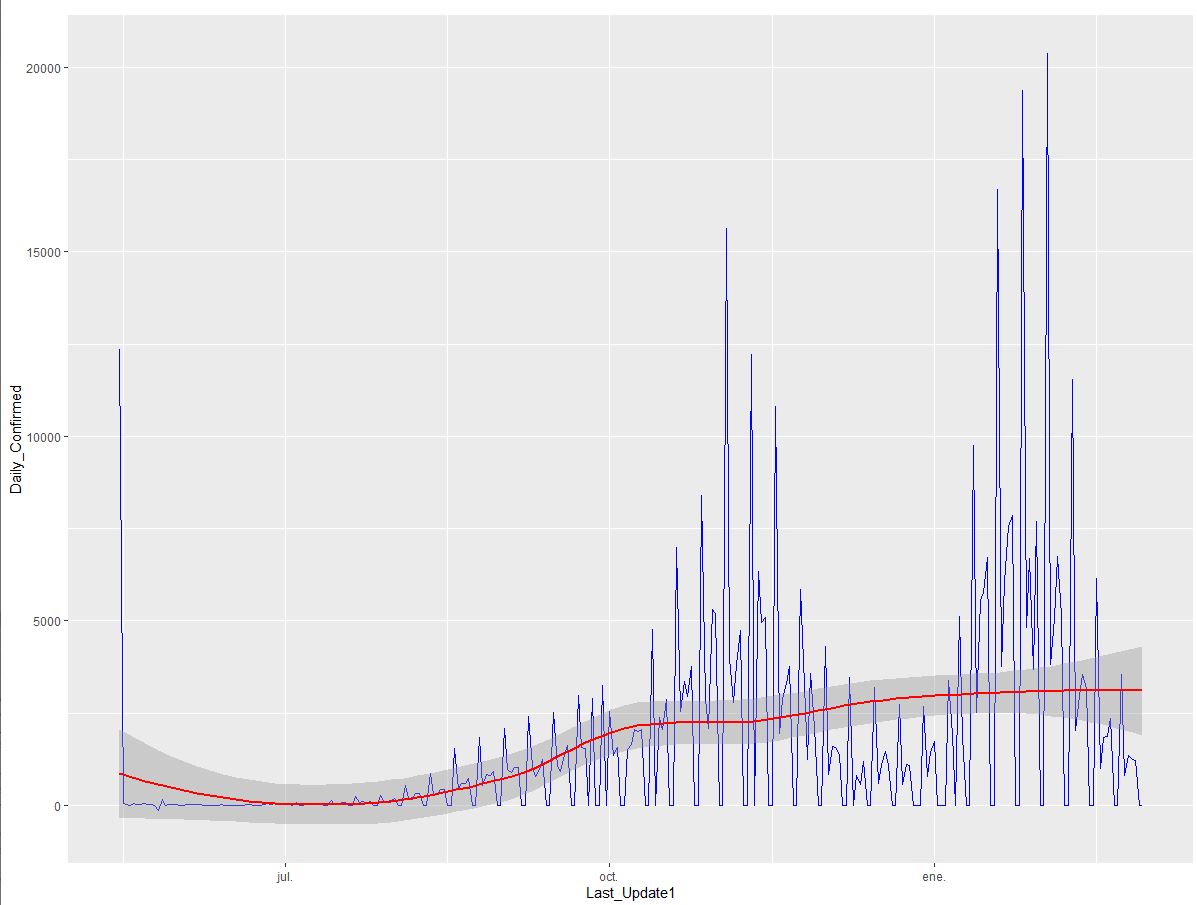 20000
15000
10000
5000
0
Daily_Confirmed
jul.
oct.
ene.
Last_Update1